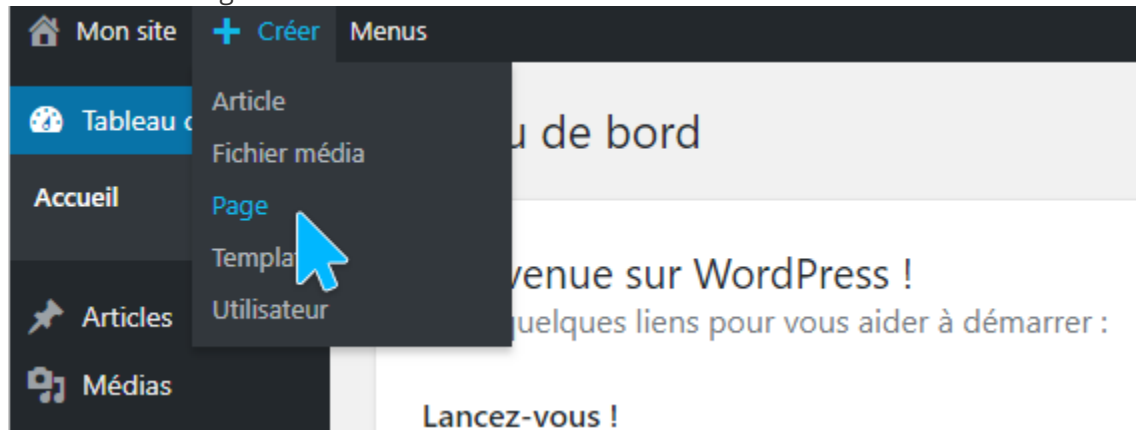 Mon site + Créer Menus
Article
Tableau
u de bord
Fichier média
Accueil
Page
Templa
venue sur WordPress !
Articles
Utilisateur
quelques liens pour vous aider à démarrer :
Médias
Lancez-vous !